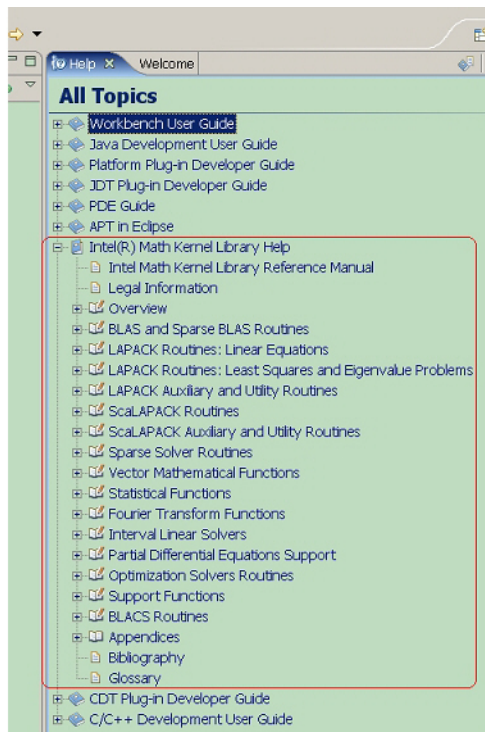 Help Welcome
All Topics
Workbench User Guide
Java Development User Guide
Platform Plug-in Developer Guide
JDT Plug-in Developer Guide
PDE Guide
APT in Eclipse
Intel(R) Math Kernel Library Help
Intel Math Kernel Library Reference Manual
Legal Information
Overview
BLAS and Sparse BLAS Routines
LAPACK Routines: Linear Equations
LAPACK Routines: Least Squares and Eigenvalue Problems
LAPACK Auxiliary and Utility Routines
ScaLAPACK Routines
ScaLAPACK Auxiliary and Utility Routines
Sparse Solver Routines
Vector Mathematical Functions
Statistical Functions
Fourier Transform Functions
Interval Linear Solvers
Partial Differential Equations Support
Optimization Solvers Routines
Support Functions
BLACS Routines
Appendices
Bibliography
Glossary
CDT Plug-in Developer Guide
C/C++ Development User Guide